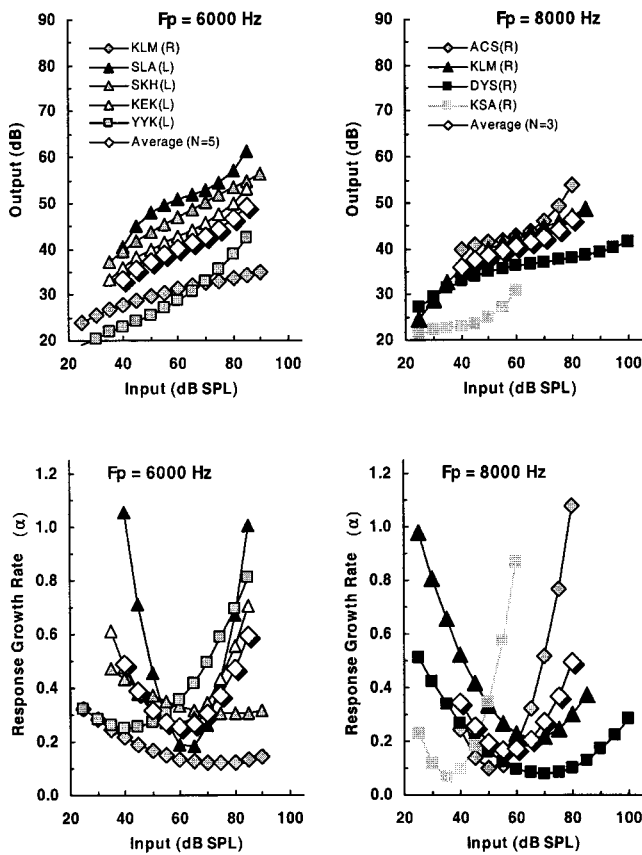 Fp = 6000 Hz
KLM (R)
SLA (L)
SKH(L)
KEK(L)
YYK(L)
Average (N=5)
90
80
70
60
50
40
30
20
Output (dB)
20 40 60 80 100
Input (dB SPL)
Fp = 8000 Hz
ACS(R)
KLM (R)
DYS(R)
KSA(R)
Average (N=3)
90
80
70
60
50
40
30
20
Output (dB)
20 40 60 80 100
Input (dB SPL)
Fp = 6000 Hz
1.2
1.0
0.8
0.6
0.4
0.2
0.0
Response Growth Rate (α)
20 40 60 80 100
Input (dB SPL)
Fp = 8000 Hz
1.2
1.0
0.8
0.6
0.4
0.2
0.0
Response Growth Rate (α)
20 40 60 80 100
Input (dB SPL)